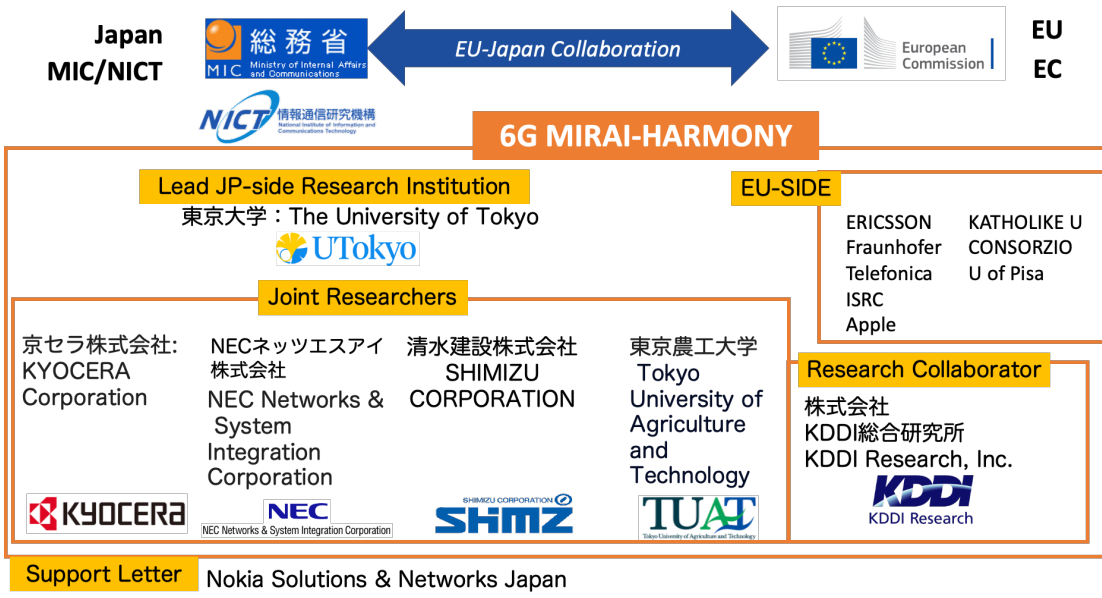 Japan
MIC/NICT
総務省
MIC
Ministry of Internal Affairs
and Communications
EU-Japan Collaboration
European
Commission
EU
EC
NICT
情報通信研究機構
National Institute of Information and
Communications Technology
6G MIRAI-HARMONY
Lead JP-side Research Institution
東京大学：The University of Tokyo
UTokyo
EU-SIDE
ERICSSON
Fraunhofer
Telefonica
ISRC
Apple
KATHOLIKE U
CONSORZIO
U of Pisa
Joint Researchers
京セラ株式会社:
KYOCERA
Corporation
KYOCERA
NECネッツエスアイ
株式会社
NEC Networks &
System
Integration
Corporation
NEC
NEC Networks & System Integration Corporation
清水建設株式会社
SHIMIZU
CORPORATION
SHIMIZU CORPORATION
SHIMZ
東京農工大学
Tokyo
University of
Agriculture
and
Technology
TUAT
Tokyo University of Agriculture and Technology
Research Collaborator
株式会社
KDDI総合研究所
KDDI Research, Inc.
KDDI
KDDI Research
Support Letter
Nokia Solutions & Networks Japan